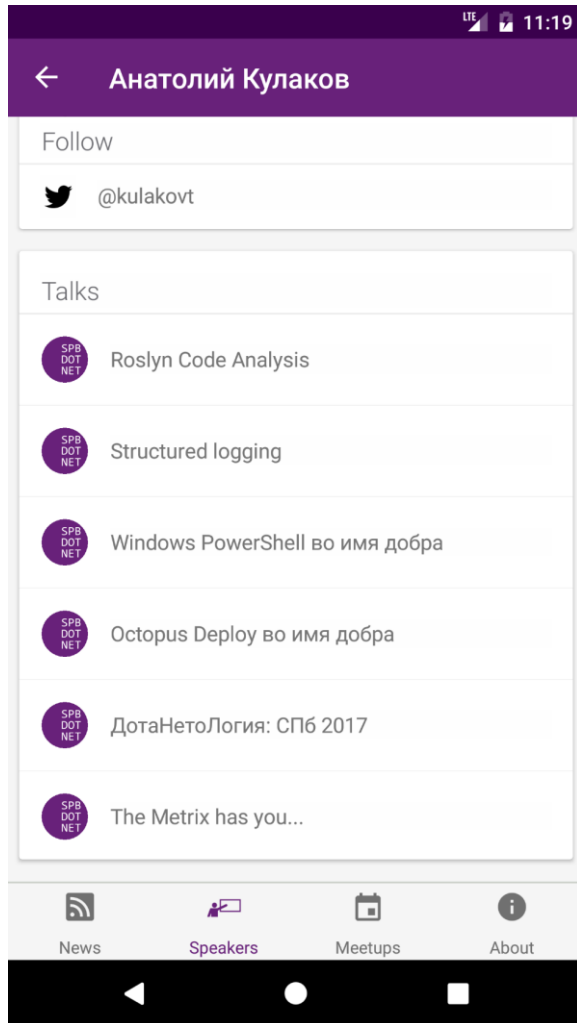 LTE 11:19
Анатолий Кулаков
Follow
@kulakovt
Talks
SPB
DOT
NET
Roslyn Code Analysis
SPB
DOT
NET
Structured logging
SPB
DOT
NET
Windows PowerShell во имя добра
SPB
DOT
NET
Octopus Deploy во имя добра
SPB
DOT
NET
ДотаНетоЛогия: СПб 2017
SPB
DOT
NET
The Metrix has you...
News Speakers Meetups About